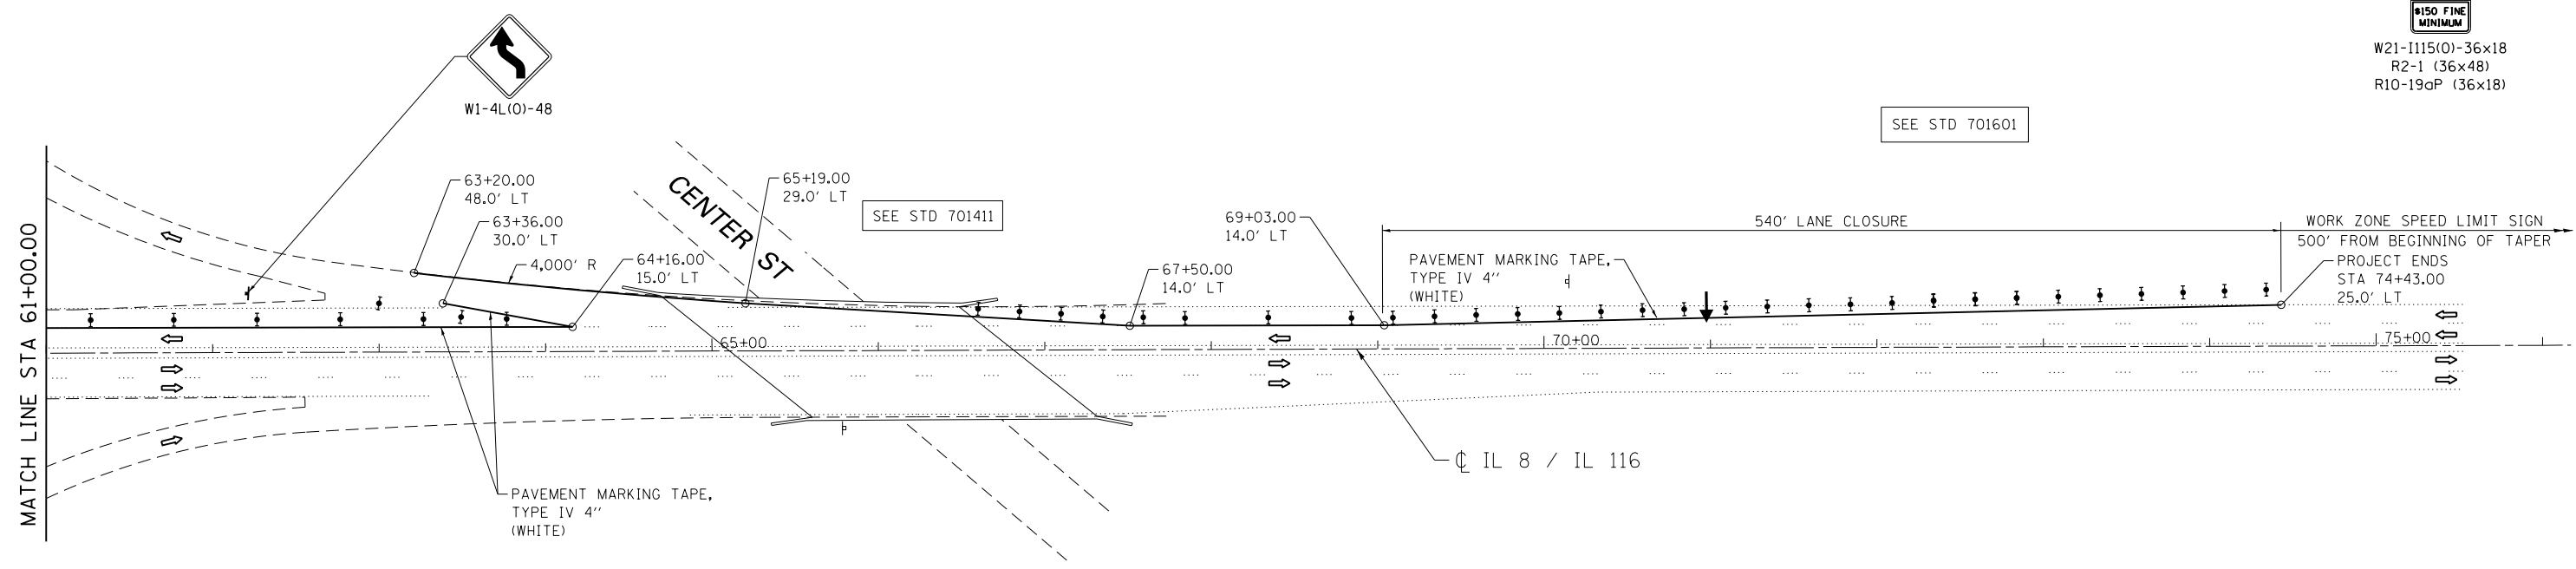 $150 FINE
MINIMUM
W21-I115(O)-36x18
R2-1 (36x48)
R10-19aP (36x18)
W1-4L(O)-48
SEE STD 701601
MATCH LINE STA 61+00.00
63+20.00
48.0' LT
63+36.00
30.0' LT
4,000' R
64+16.00
15.0' LT
CENTER ST
65+19.00
29.0' LT
SEE STD 701411
67+50.00
14.0' LT
69+03.00
14.0' LT
540' LANE CLOSURE
WORK ZONE SPEED LIMIT SIGN
500' FROM BEGINNING OF TAPER
PAVEMENT MARKING TAPE,
TYPE IV 4"
(WHITE)
PROJECT ENDS
STA 74+43.00
25.0' LT
65+00
70+00
75+00
℄ IL 8 / IL 116
PAVEMENT MARKING TAPE,
TYPE IV 4"
(WHITE)